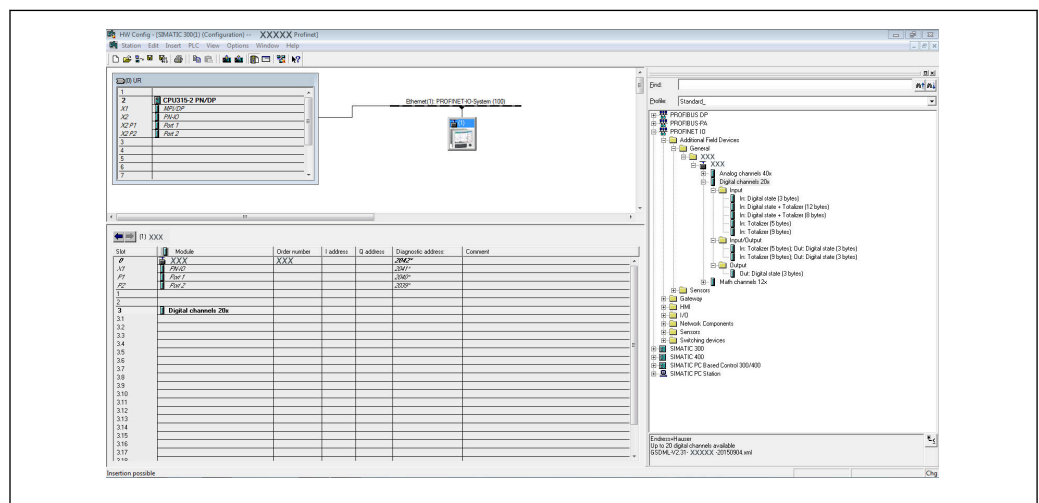 HW Config - [SIMATIC 300(1) (Configuration) -- XXXXX Profinet]
Station Edit Insert PLC View Options Window Help
(0) UR
1
2 CPU315-2 PN/DP
X1 MPI/DP
X2 PN-IO
X2 P1 Port 1
X2 P2 Port 2
3
4
5
6
7
Ethernet(1): PROFINET-IO-System (100)
(1)
(1) XXX
Slot Module Order number I address Q address Diagnostic address: Comment
0 XXX XXX 2042*
X1 PN-IO 2041*
P1 Port 1 2040*
P2 Port 2 2039*
1
2
3 Digital channels 20x
3.1
3.2
3.3
3.4
3.5
3.6
3.7
3.8
3.9
3.10
3.11
3.12
3.13
3.14
3.15
3.16
3.17
3.18
Insertion possible
Find:
Profile: Standard_
PROFIBUS DP
PROFIBUS-PA
PROFINET IO
Additional Field Devices
General
XXX
XXX
Analog channels 40x
Digital channels 20x
Input
In: Digital state (3 bytes)
In: Digital state + Totalizer (12 bytes)
In: Digital state + Totalizer (8 bytes)
In: Totalizer (5 bytes)
In: Totalizer (9 bytes)
Input/Output
In: Totalizer (5 bytes); Out: Digital state (3 bytes)
In: Totalizer (9 bytes); Out: Digital state (3 bytes)
Output
Out: Digital state (3 bytes)
Math channels 12x
Sensors
Gateway
HMI
I/O
Network Components
Sensors
Switching devices
SIMATIC 300
SIMATIC 400
SIMATIC PC Based Control 300/400
SIMATIC PC Station
Endress+Hauser
Up to 20 digital channels available
GSDML-V2.31- XXXXX -20150904.xml
Chg